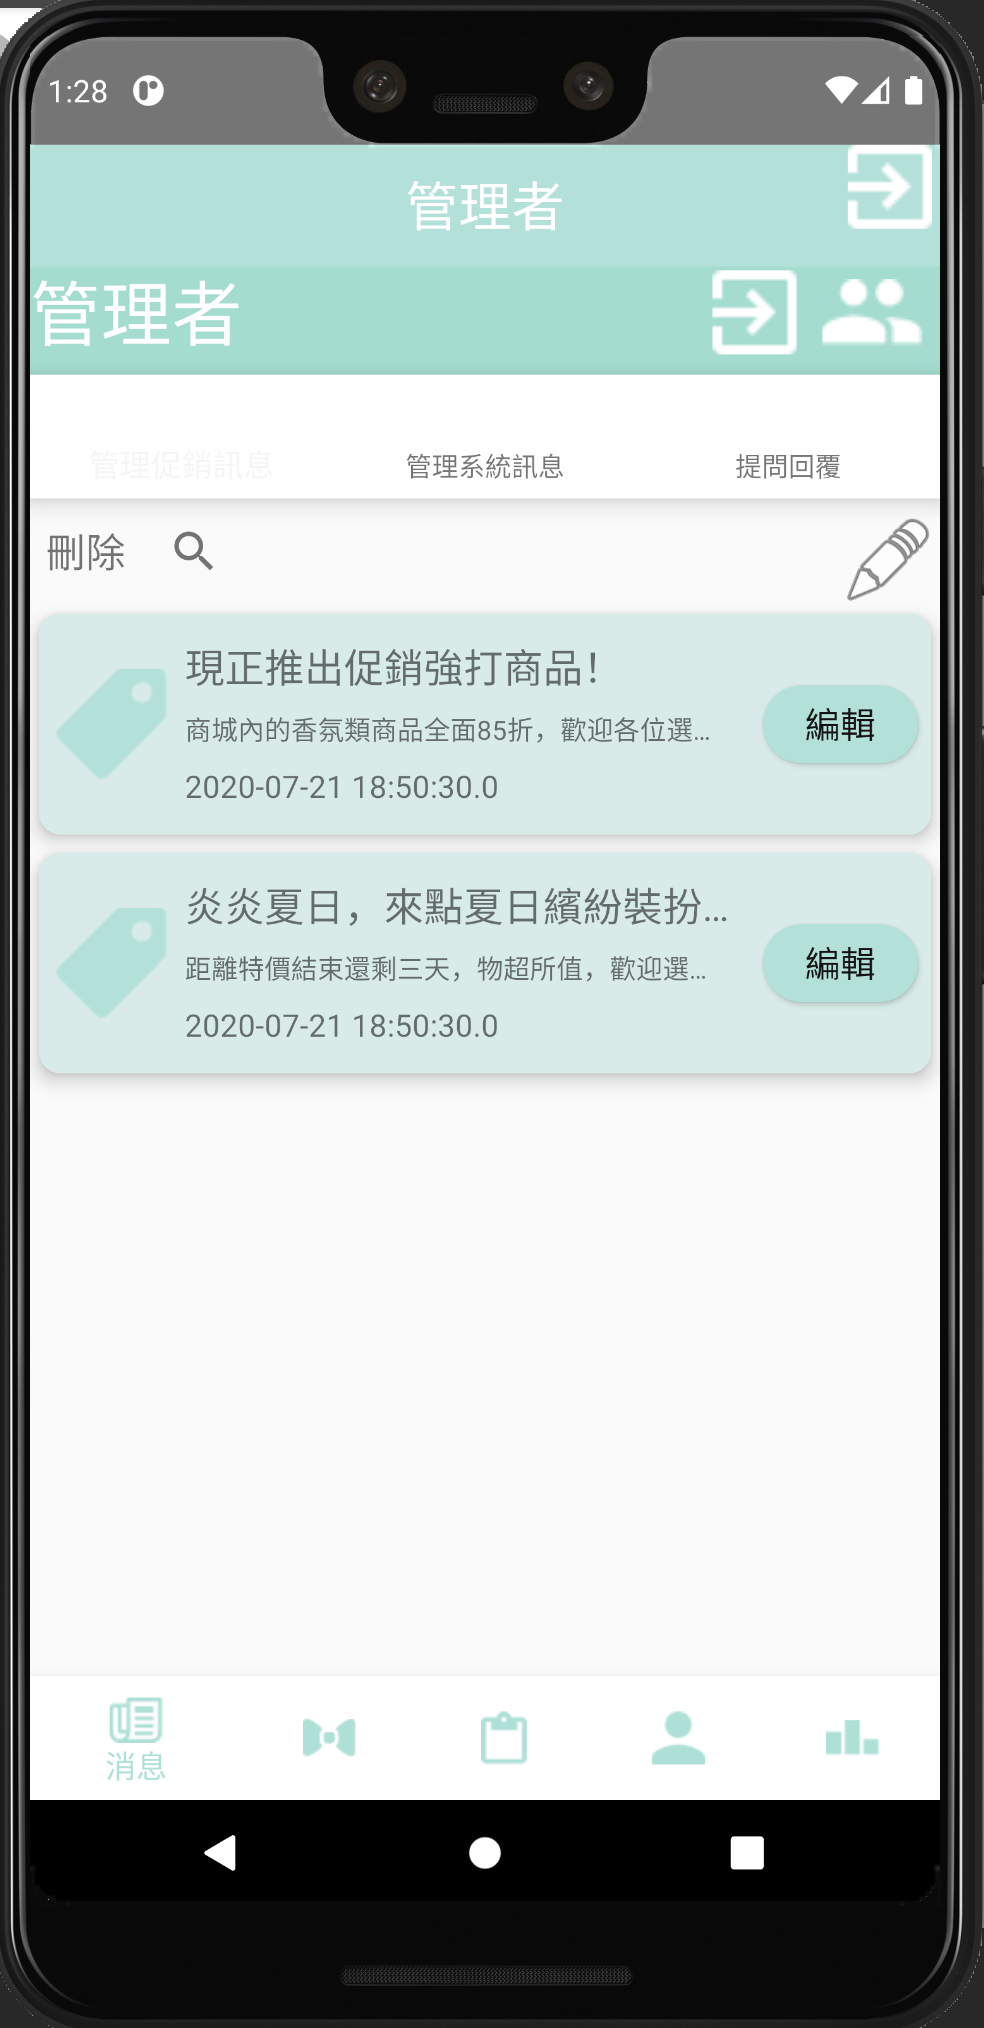 1:28
管理者
管理者
管理促銷訊息 管理系統訊息 提問回覆
刪除
現正推出促銷強打商品!
商城內的香氛類商品全面85折，歡迎各位選…
2020-07-21 18:50:30.0
編輯
炎炎夏日，來點夏日繽紛裝扮…
距離特價結束還剩三天，物超所值，歡迎選…
2020-07-21 18:50:30.0
編輯
消息